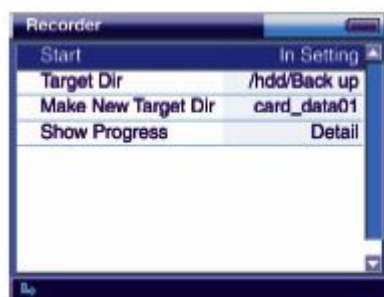 Recorder
Start In Setting
Target Dir /hdd/Back up
Make New Target Dir card_data01
Show Progress Detail